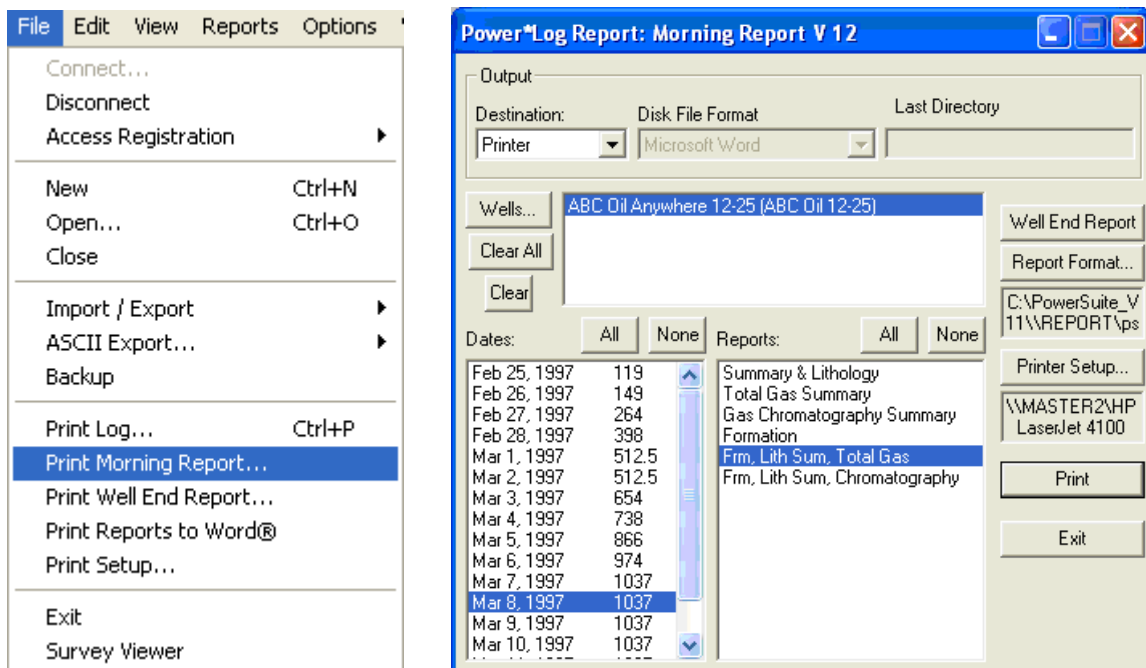 File Edit View Reports Options
Connect...
Disconnect
Access Registration
New Ctrl+N
Open... Ctrl+O
Close
Import / Export
ASCII Export...
Backup
Print Log... Ctrl+P
Print Morning Report...
Print Well End Report...
Print Reports to Word®
Print Setup...
Exit
Survey Viewer
Power*Log Report: Morning Report V 12
Output
Destination: Disk File Format Last Directory
Printer Microsoft Word
Wells... ABC Oil Anywhere 12-25 (ABC Oil 12-25)
Clear All
Clear
Well End Report
Report Format...
C:\PowerSuite_V
11\\REPORT\ps
Printer Setup...
\\MASTER2\HP
LaserJet 4100
Print
Exit
Dates: All None
Feb 25, 1997 119
Feb 26, 1997 149
Feb 27, 1997 264
Feb 28, 1997 398
Mar 1, 1997 512.5
Mar 2, 1997 512.5
Mar 3, 1997 654
Mar 4, 1997 738
Mar 5, 1997 866
Mar 6, 1997 974
Mar 7, 1997 1037
Mar 8, 1997 1037
Mar 9, 1997 1037
Mar 10, 1997 1037
Reports: All None
Summary & Lithology
Total Gas Summary
Gas Chromatography Summary
Formation
Frm, Lith Sum, Total Gas
Frm, Lith Sum, Chromatography